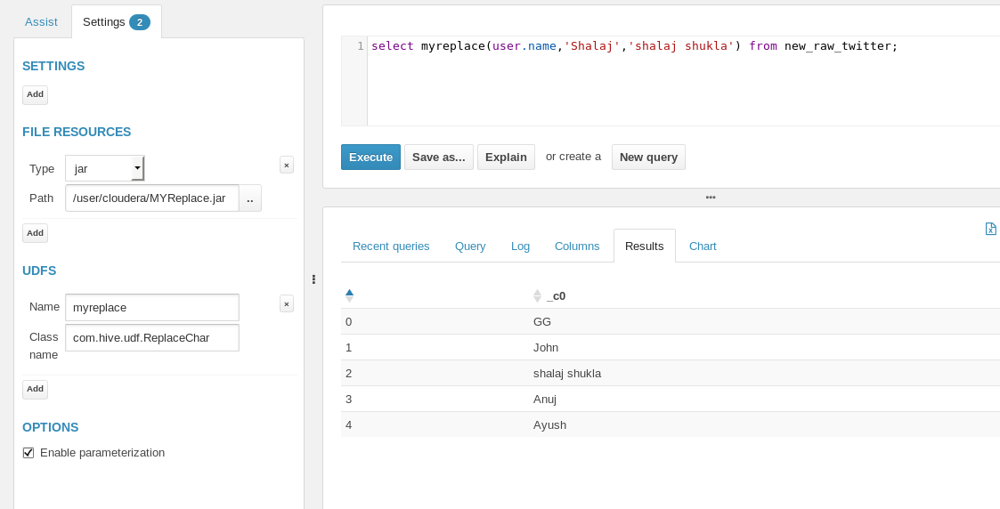 Assist Settings 2
SETTINGS
Add
FILE RESOURCES
Type jar ×
Path /user/cloudera/MYReplace.jar ..
Add
UDFS
Name myreplace ×
Class name com.hive.udf.ReplaceChar
Add
OPTIONS
Enable parameterization
1 select myreplace(user.name,'Shalaj','shalaj shukla') from new_raw_twitter;
Execute Save as... Explain or create a New query
Recent queries Query Log Columns Results Chart
_c0
0 GG
1 John
2 shalaj shukla
3 Anuj
4 Ayush